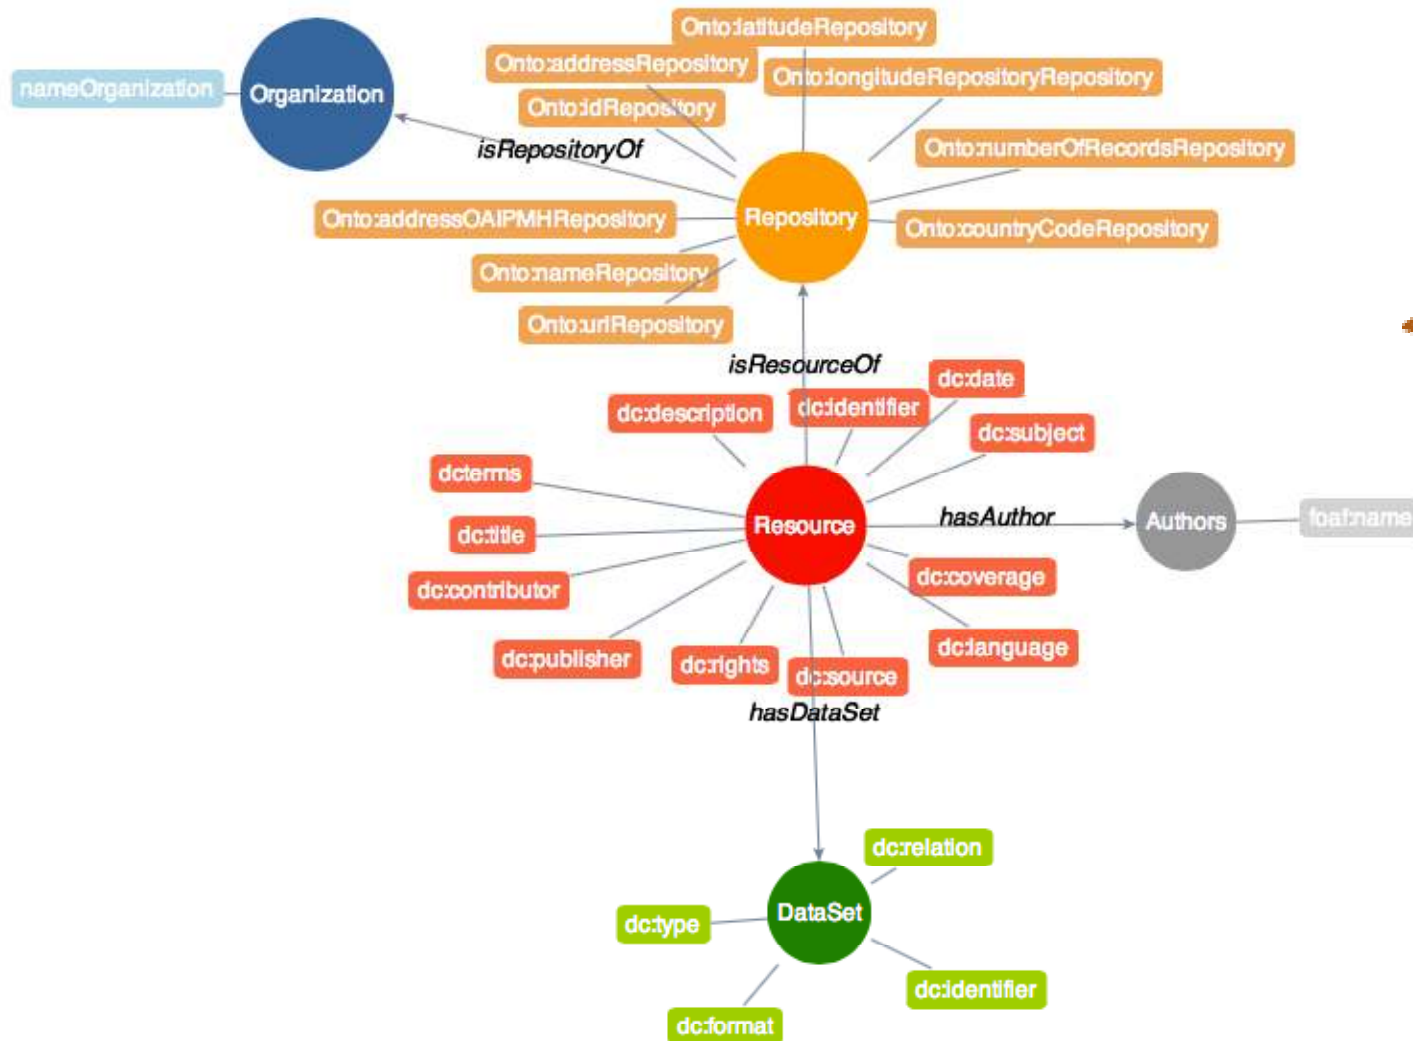 Onto:latitudeRepository
Onto:addressRepository
Onto:longitudeRepositoryRepository
nameOrganization
Organization
Onto:idRepository
isRepositoryOf
Onto:numberOfRecordsRepository
Onto:addressOAIPMHRepository
Repository
Onto:countryCodeRepository
Onto:nameRepository
Onto:urlRepository
isResourceOf
dc:date
dc:description
dc:identifier
dc:subject
dcterms
dc:title
Resource
hasAuthor
Authors
foaf:name
dc:contributor
dc:coverage
dc:publisher
dc:rights
dc:source
dc:language
hasDataSet
dc:relation
dc:type
DataSet
dc:identifier
dc:format